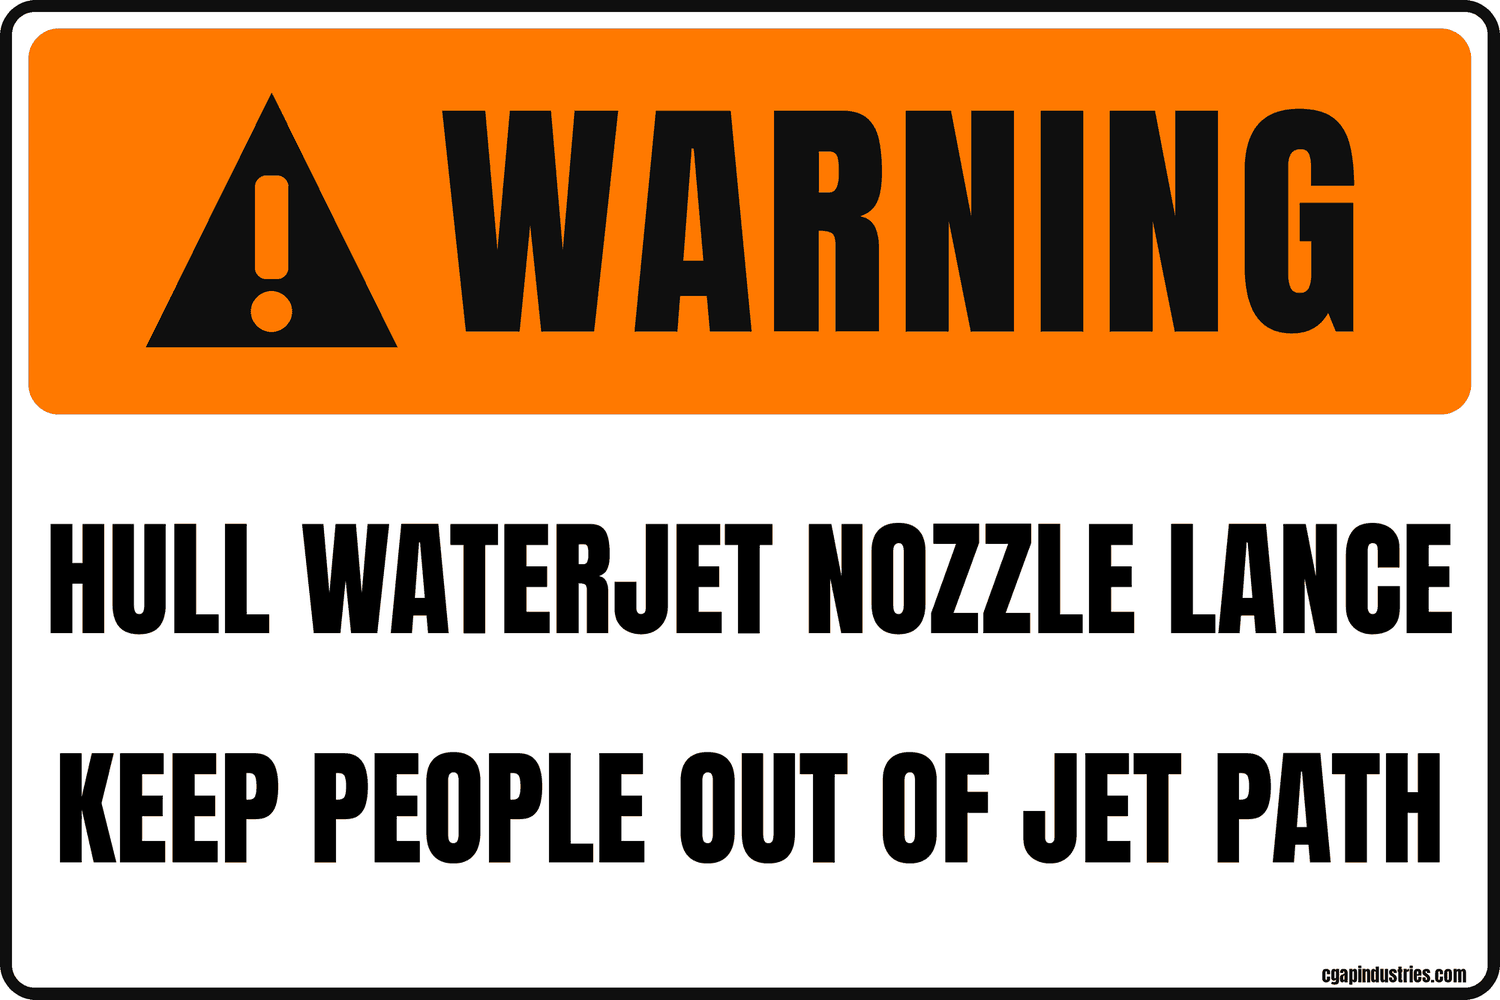 WARNING
HULL WATERJET NOZZLE LANCE
KEEP PEOPLE OUT OF JET PATH
cgapindustries.com